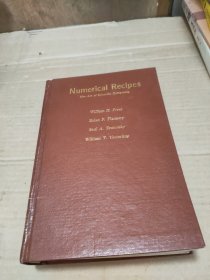 Numerical Recipes
The Art of Scientific Computing
William H. Press
Brian P. Flannery
Saul A. Teukolsky
William T. Vetterling